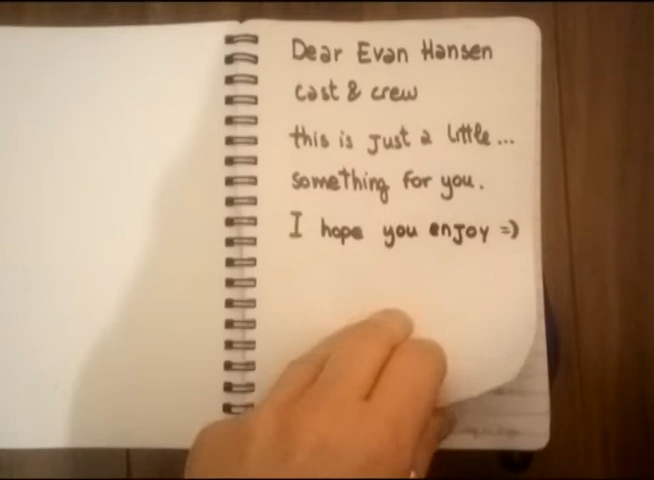 Dear Evan Hansen
cast & crew
this is just a little...
something for you.
I hope you enjoy =)